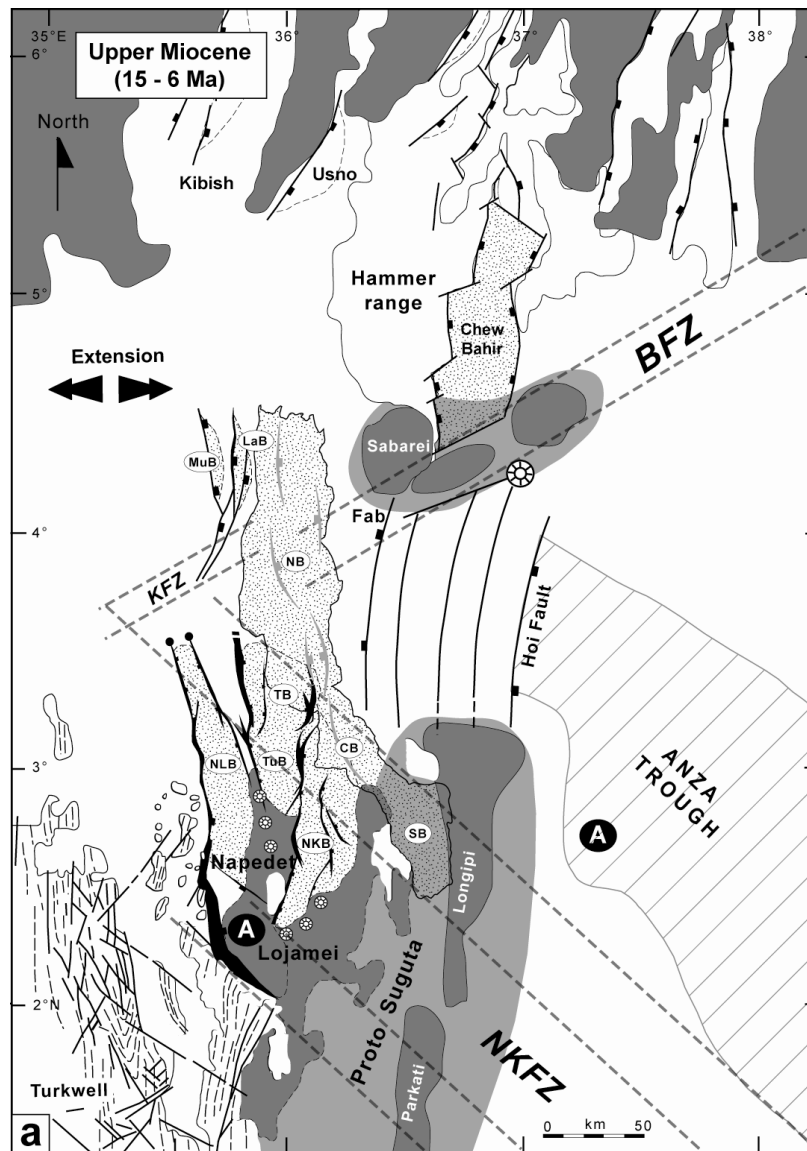 35°E
36°
37°
38°
Upper Miocene
(15 - 6 Ma)
6°
North
Kibish
Usno
Hammer
range
5°
Chew
Bahir
BFZ
Extension
Sabarei
MuB
LaB
Fab
4°
NB
KFZ
Hoi Fault
TB
CB
3°
NLB
TuB
ANZA
TROUGH
SB
NKB
A
Napedet
Longipi
A
Lojamei
Proto Suguta
2°N
NKFZ
Parkati
Turkwell
a
0 km 50